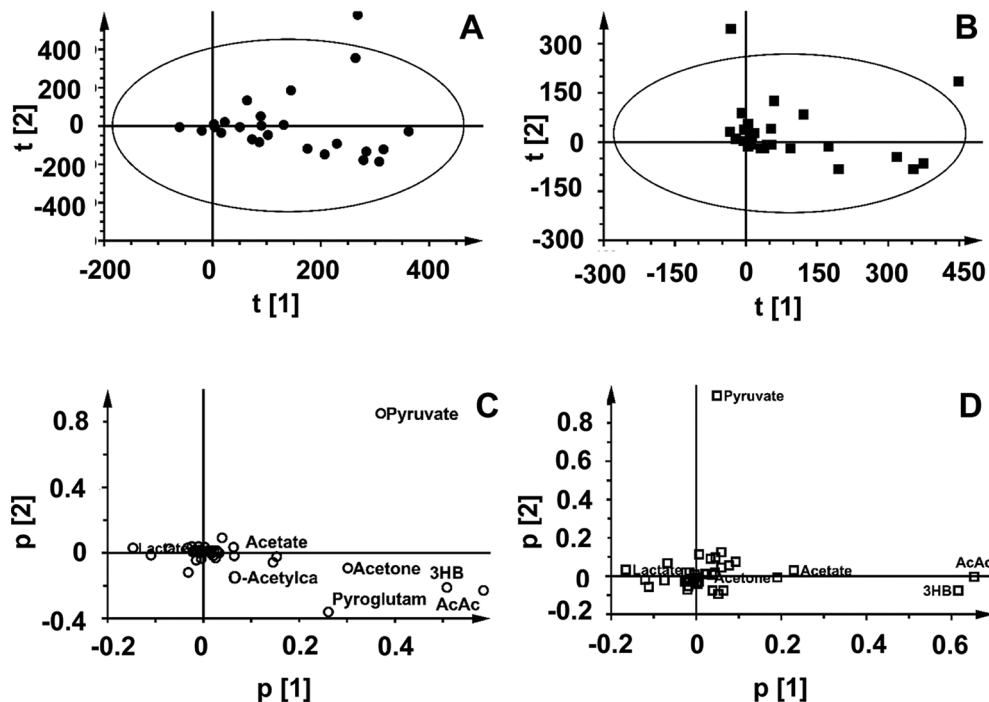 A
400
200
0
-200
-400
t [2]
-200 0 200 400
t [1]
B
300
150
0
-150
-300
t [2]
-300 -150 0 150 300 450
t [1]
C
0.8
0.4
0
-0.4
p [2]
Pyruvate
Lactate
Acetate
O-Acetylca
Acetone
3HB
Pyroglutam
AcAc
-0.2 0 0.2 0.4
p [1]
D
0.8
0.6
0.4
0.2
0
-0.2
p [2]
Pyruvate
AcAc
Lactate
Acetone
Acetate
3HB
-0.2 0 0.2 0.4 0.6
p [1]